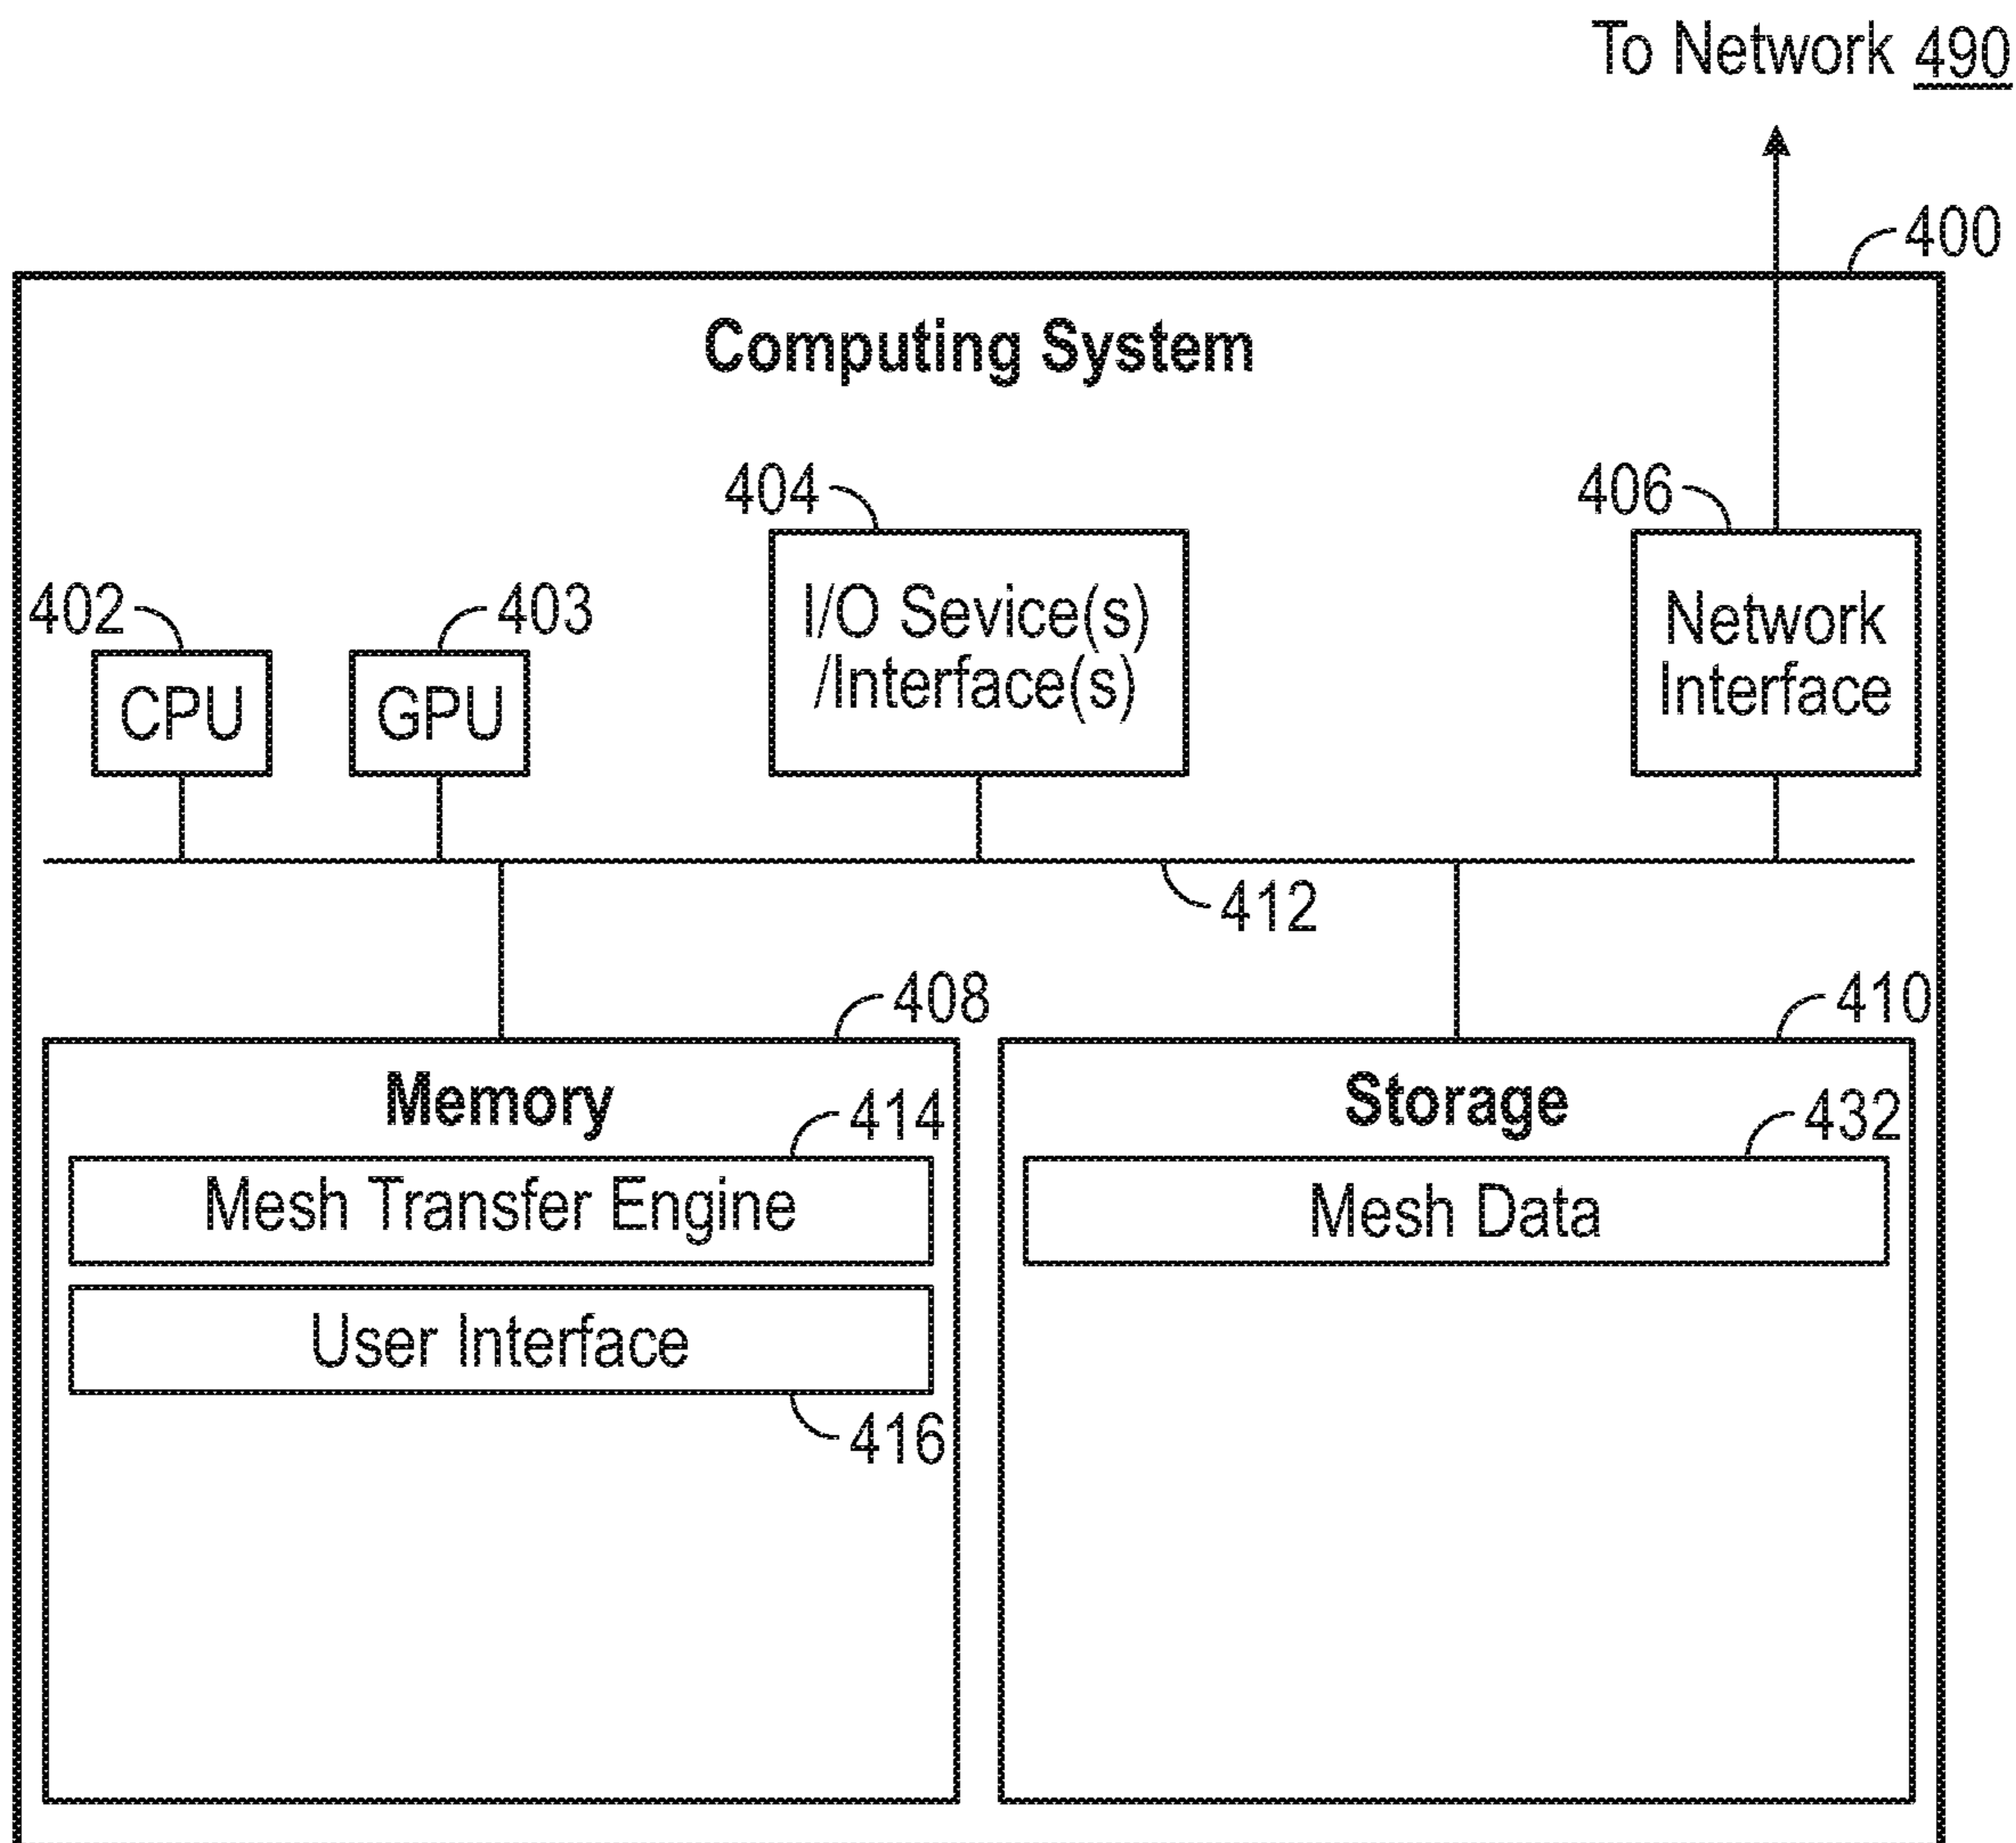 To Network 490
400
Computing System
404
406
402
403
I/O Sevice(s)
/Interface(s)
Network
Interface
CPU
GPU
412
408
410
Memory
Storage
414
432
Mesh Transfer Engine
Mesh Data
User Interface
416